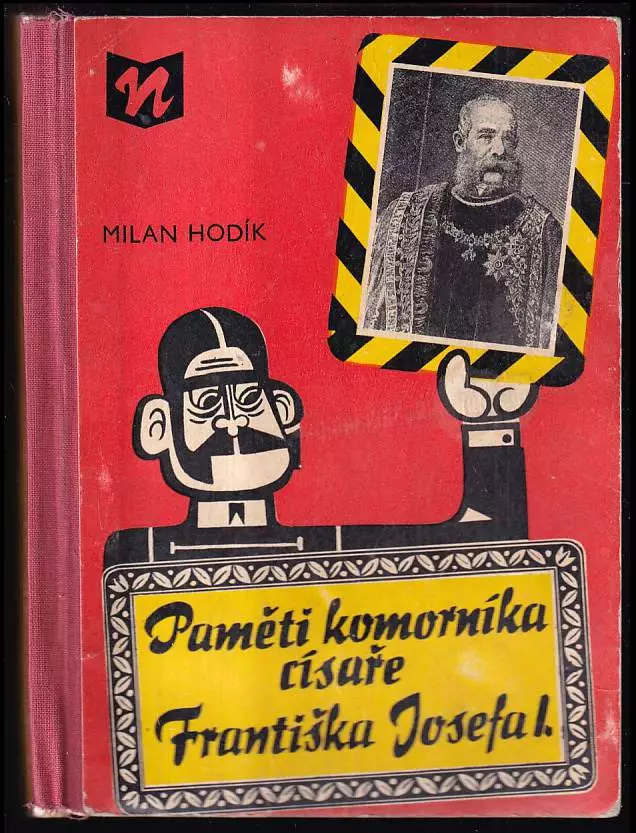 n
MILAN HODÍK
Paměti komorníka
císaře
Františka Josefa I.